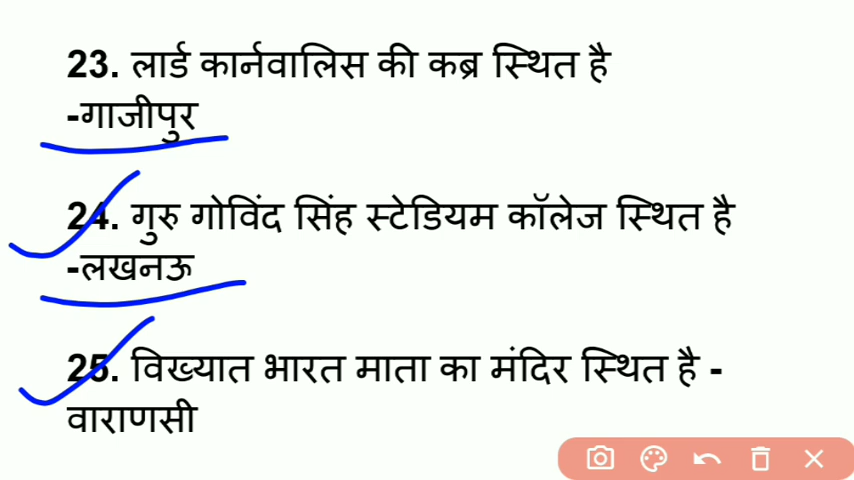 23. लार्ड कार्नवालिस की कब्र स्थित है
-गाजीपुर
24. गुरु गोविंद सिंह स्टेडियम कॉलेज स्थित है
-लखनऊ
25. विख्यात भारत माता का मंदिर स्थित है -
वाराणसी